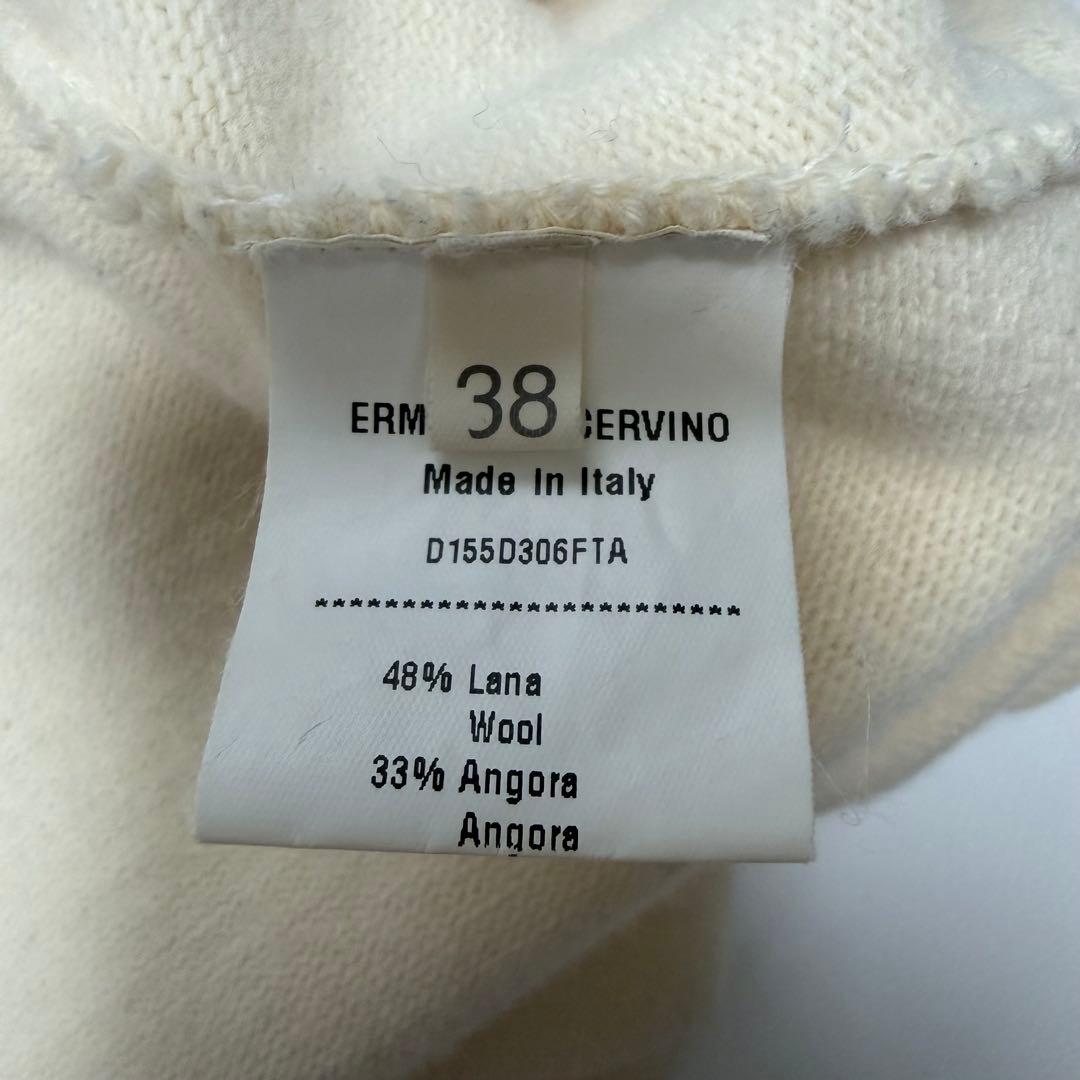 38
ERM CERVINO
Made In Italy
D155D306FTA
*************************
48% Lana
Wool
33% Angora
Angora